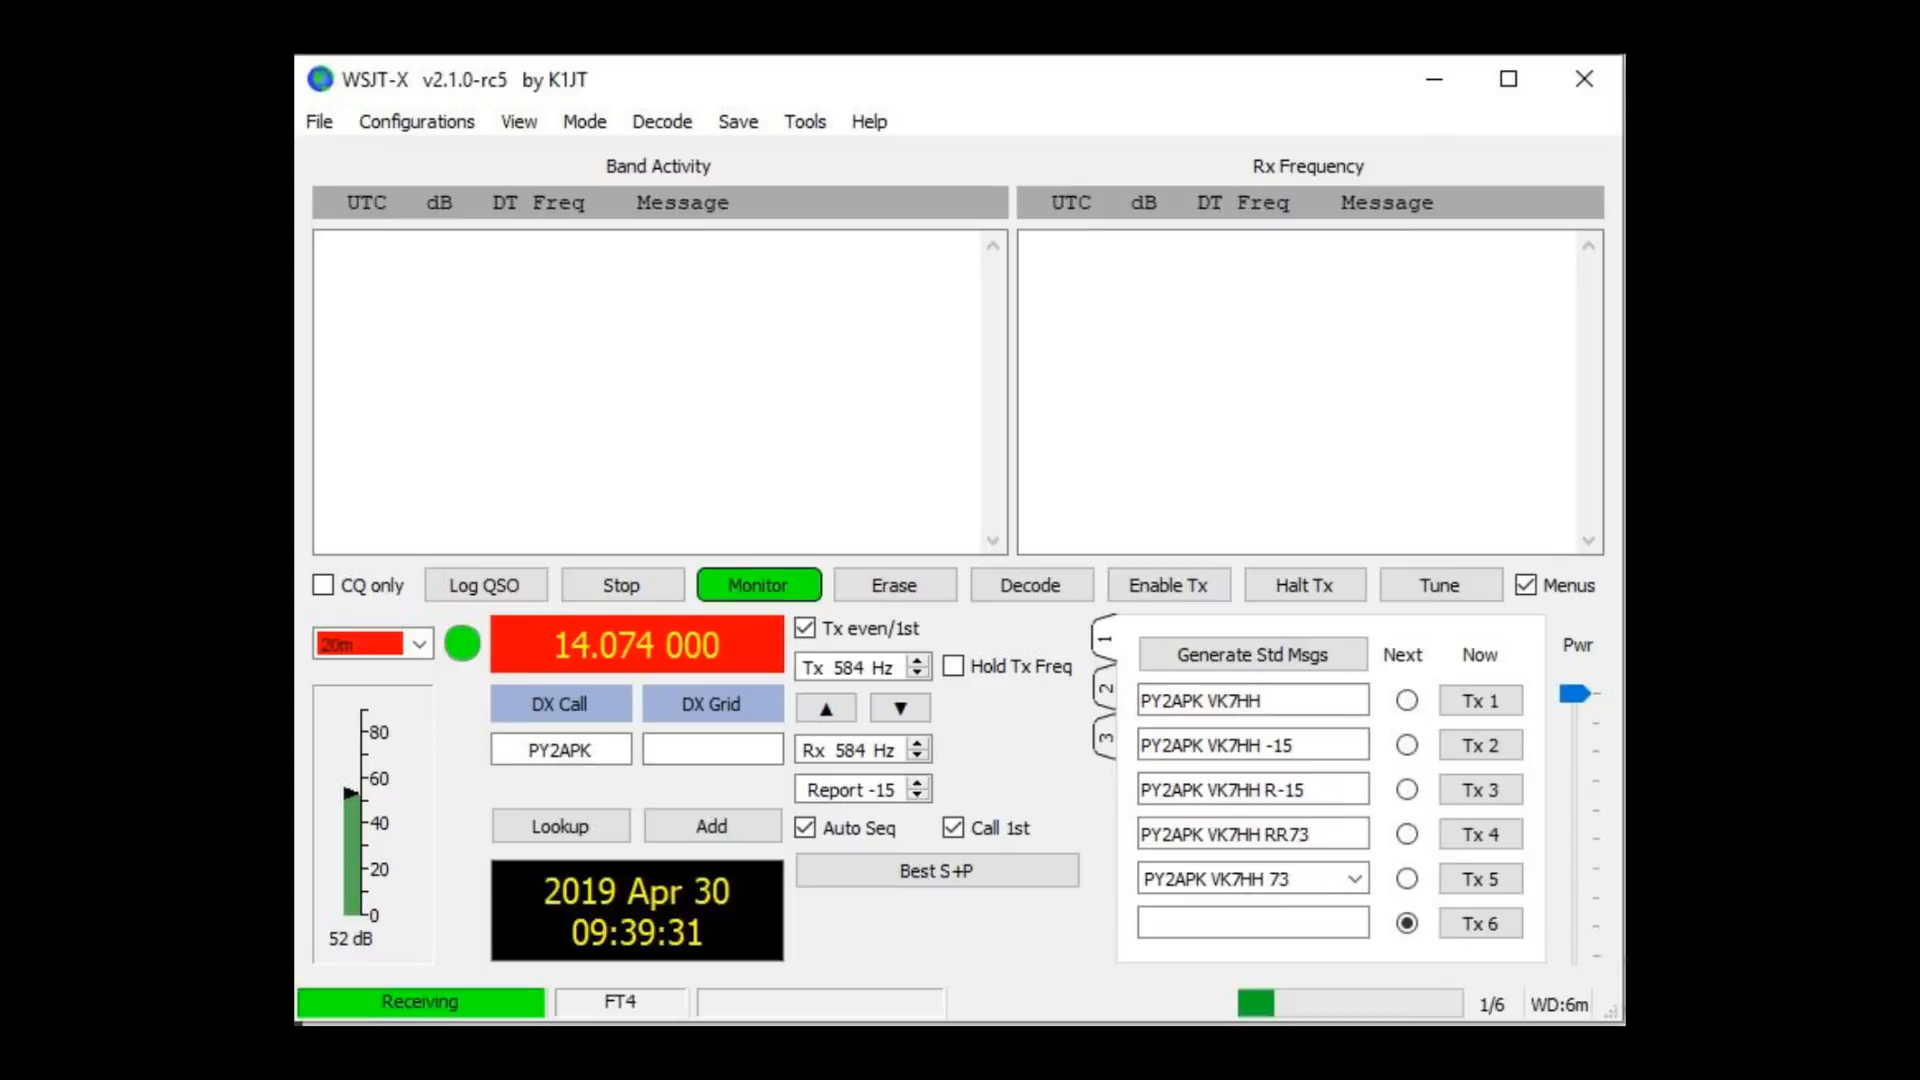 WSJT-X v2.1.0-rc5 by K1JT
File Configurations View Mode Decode Save Tools Help
Band Activity
Rx Frequency
UTC dB DT Freq Message
UTC dB DT Freq Message
CQ only
Log QSO
Stop
Monitor
Erase
Decode
Enable Tx
Halt Tx
Tune
Menus
20m
14.074 000
DX Call
DX Grid
PY2APK
Lookup
Add
2019 Apr 30
09:39:31
80
60
40
20
0
52 dB
Tx even/1st
Tx 584 Hz
Hold Tx Freq
▲
▼
Rx 584 Hz
Report -15
Auto Seq
Call 1st
Best S+P
1
2
3
Generate Std Msgs
Next
Now
PY2APK VK7HH
Tx 1
PY2APK VK7HH -15
Tx 2
PY2APK VK7HH R-15
Tx 3
PY2APK VK7HH RR73
Tx 4
PY2APK VK7HH 73
Tx 5
Tx 6
Pwr
Receiving
FT4
1/6
WD:6m